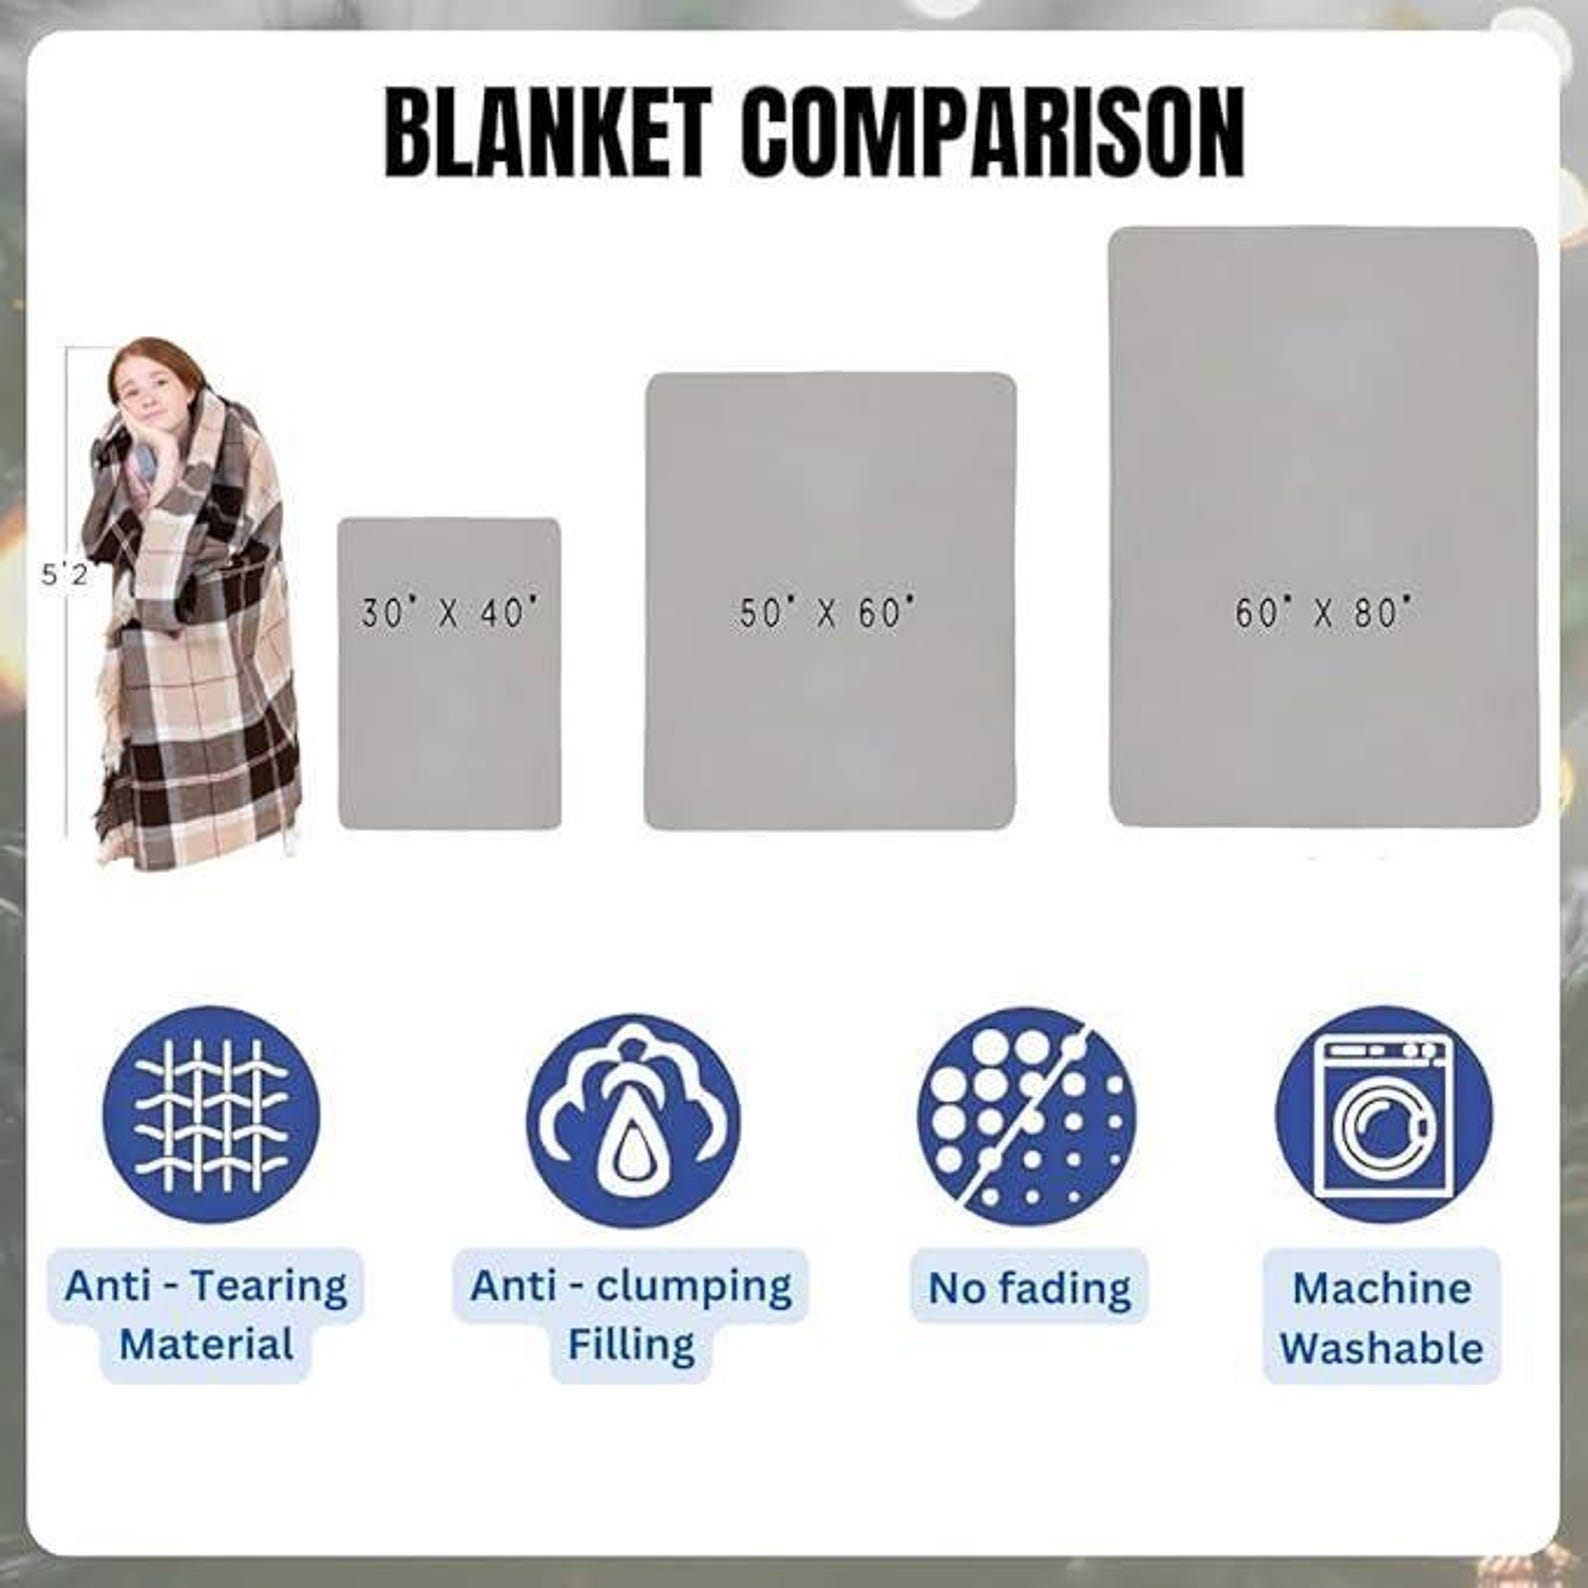 BLANKET COMPARISON
5'2"
30" X 40"
50" X 60"
60" X 80"
Anti - Tearing
Material
Anti - clumping
Filling
No fading
Machine
Washable